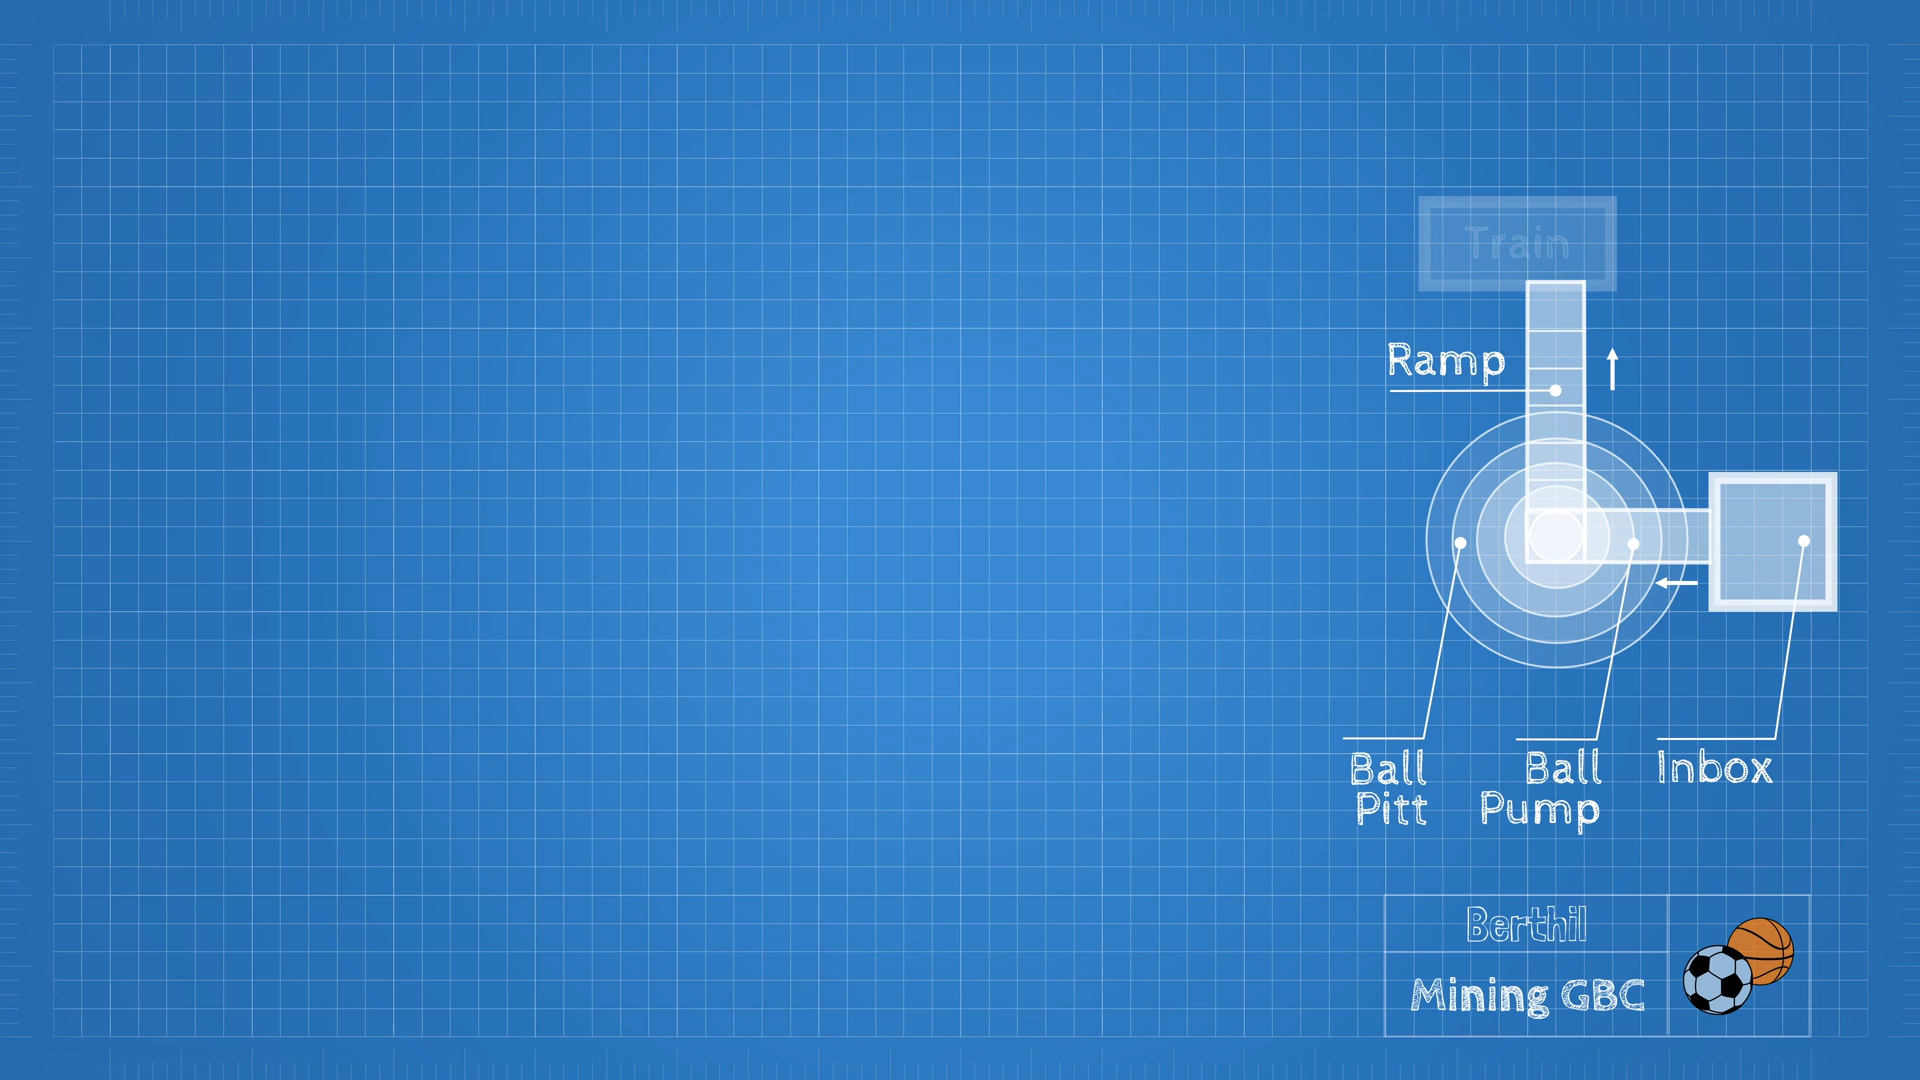 Train
Ramp
Ball
Pitt
Ball
Pump
Inbox
Berthil
Mining GBC